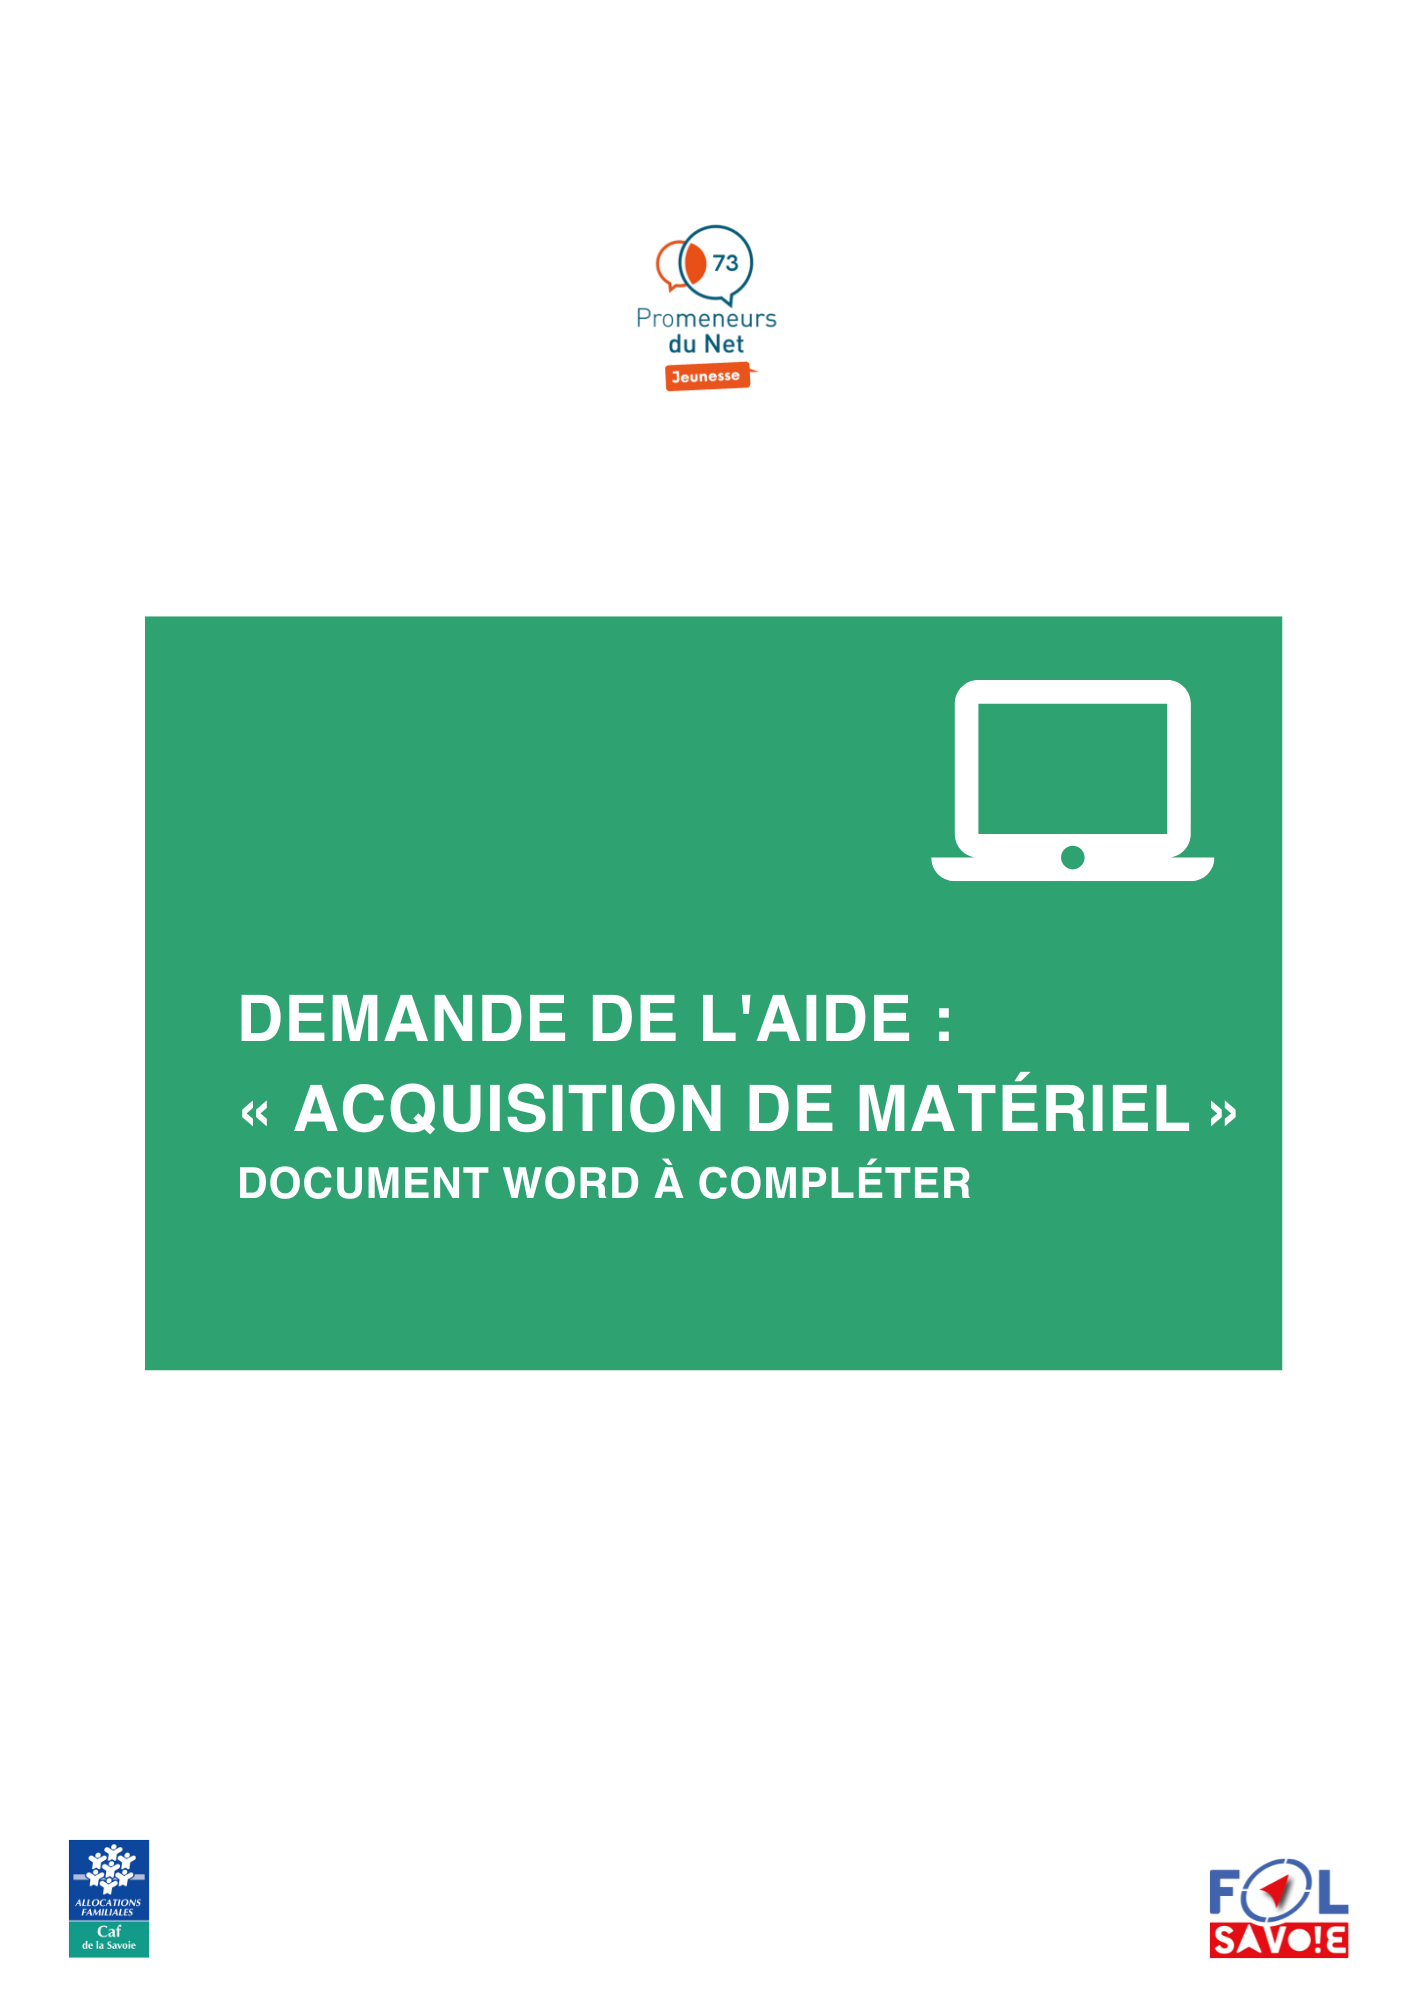 73
Promeneurs
du Net
Jeunesse
DEMANDE DE L'AIDE :
« ACQUISITION DE MATÉRIEL »
DOCUMENT WORD À COMPLÉTER
ALLOCATIONS
FAMILIALES
Caf
de la Savoie
FOL
SAVOIE